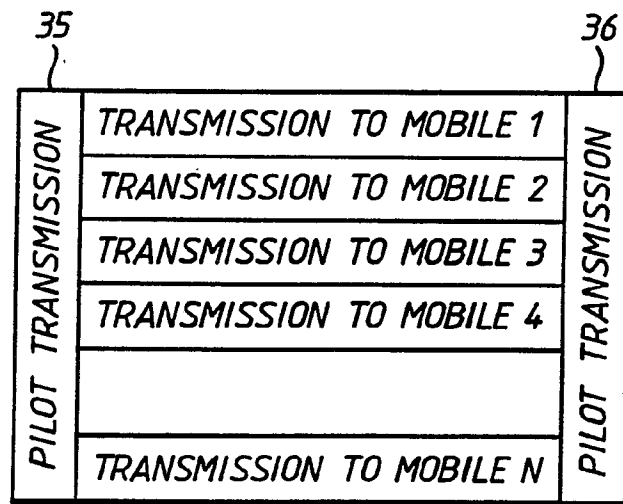 35
36
PILOT TRANSMISSION
TRANSMISSION TO MOBILE 1
TRANSMISSION TO MOBILE 2
TRANSMISSION TO MOBILE 3
TRANSMISSION TO MOBILE 4
TRANSMISSION TO MOBILE N
PILOT TRANSMISSION